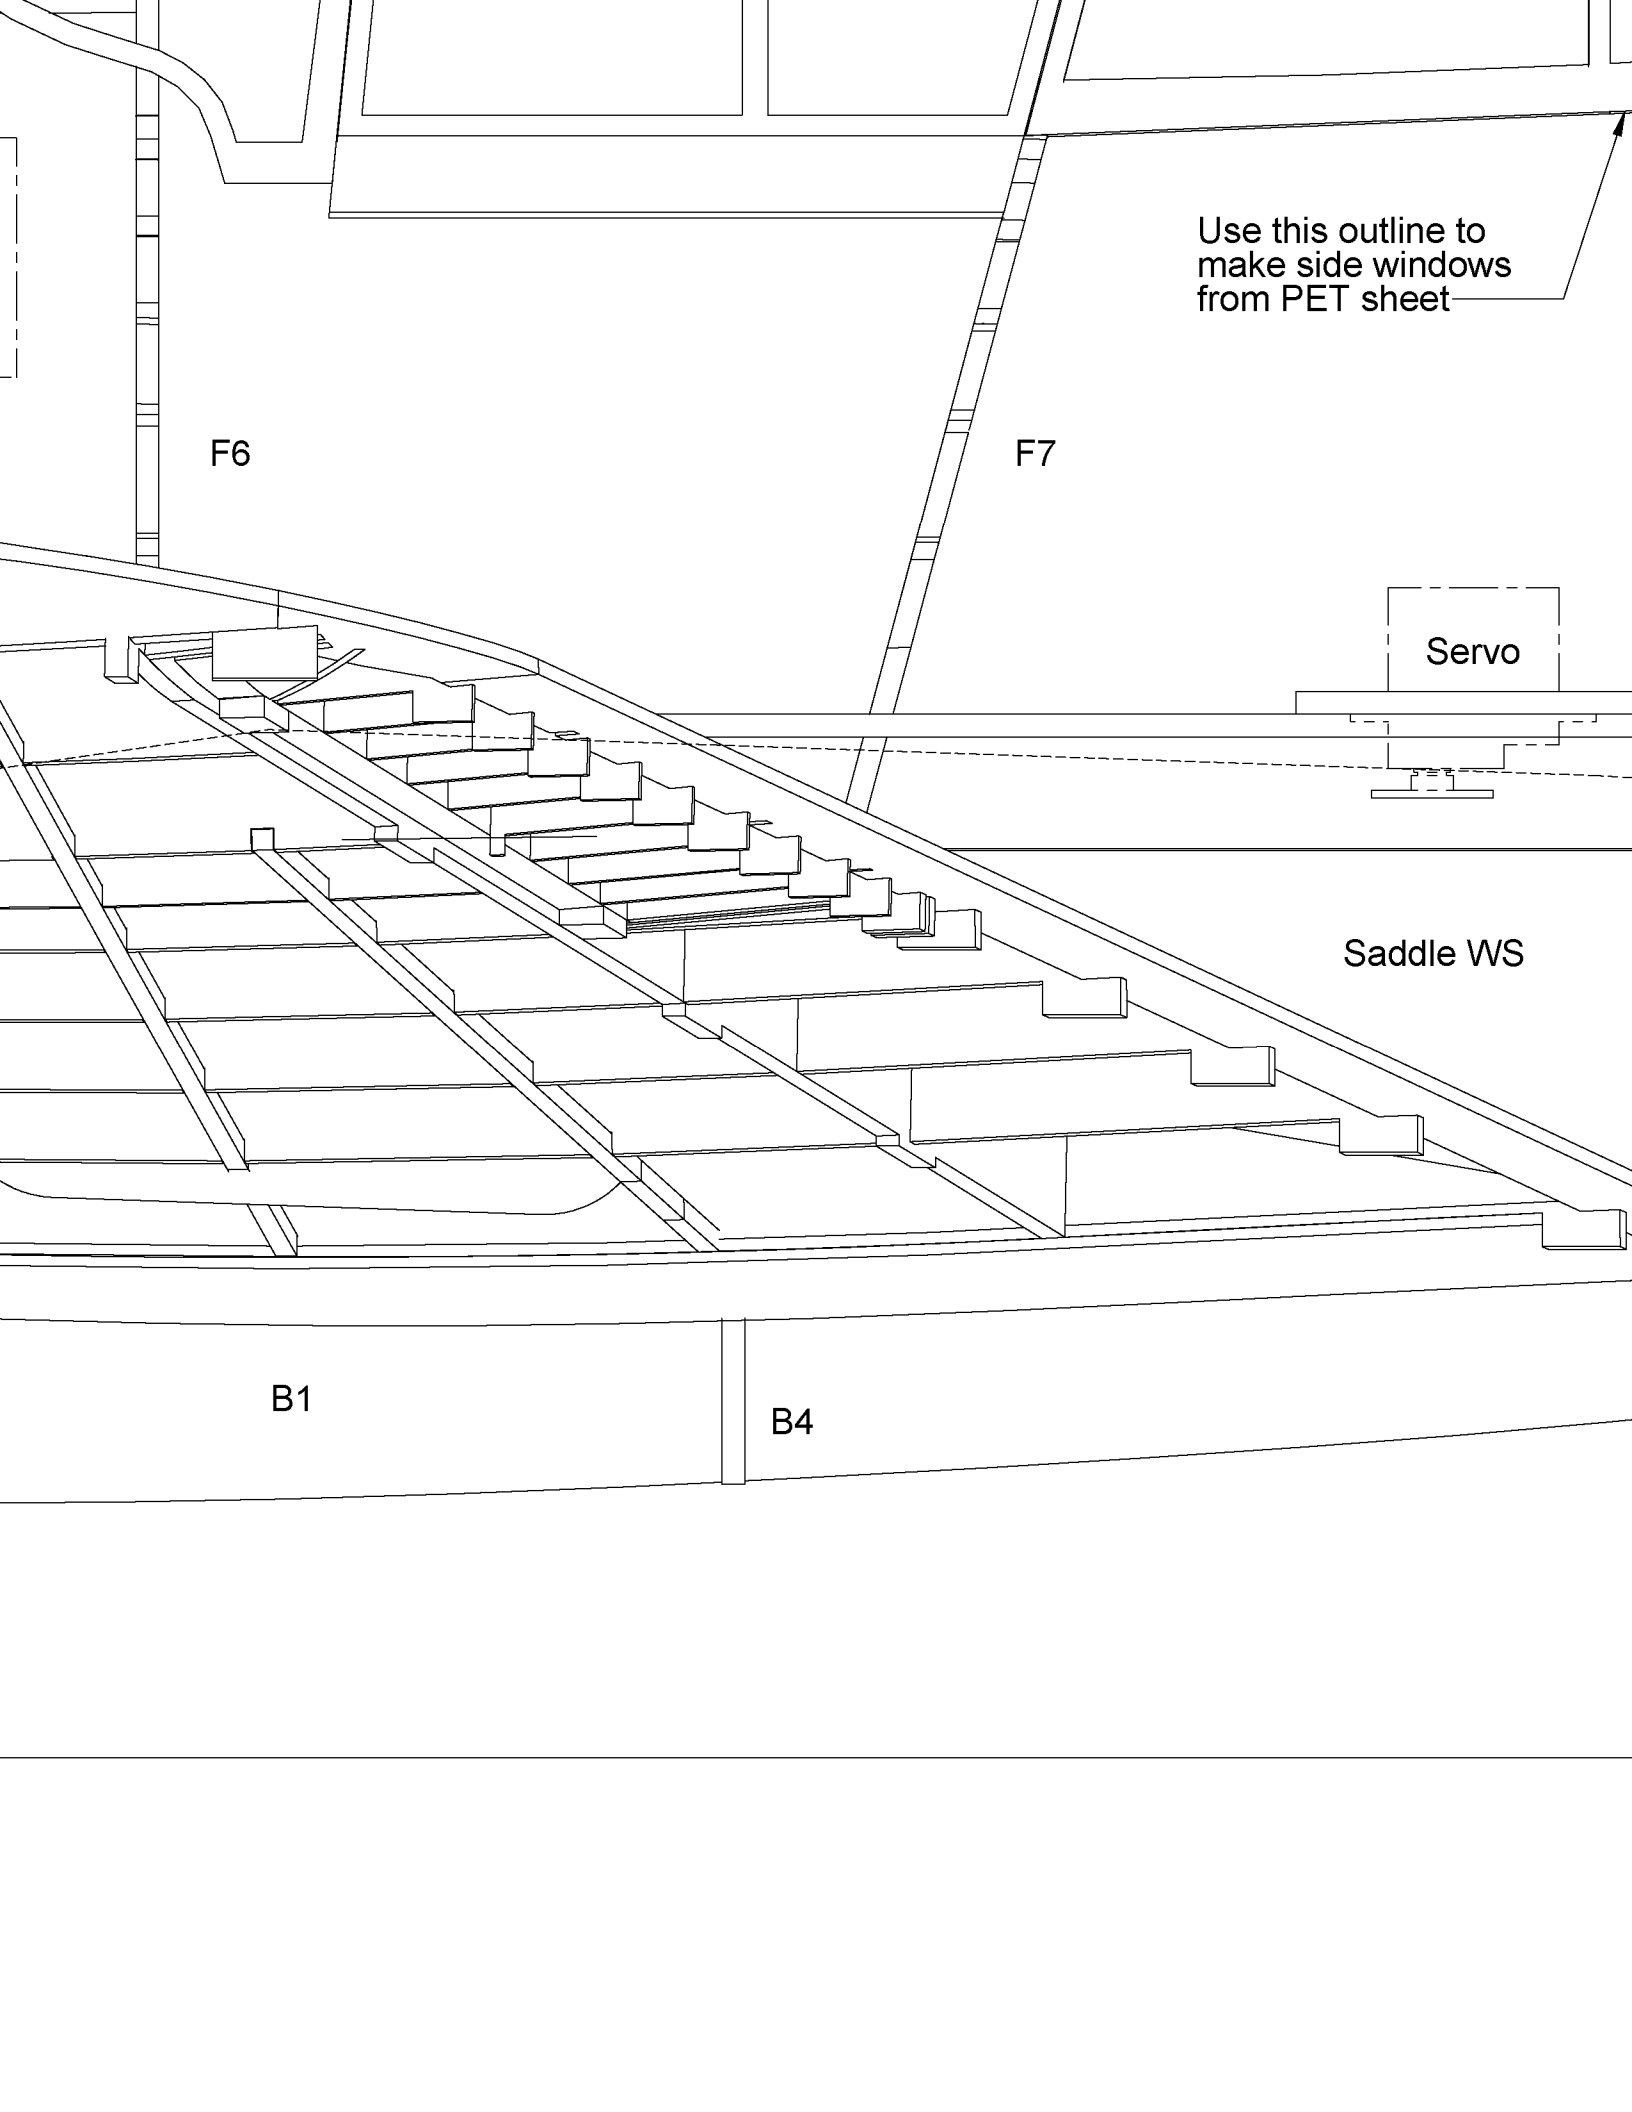 Use this outline to
make side windows
from PET sheet
F6
F7
Servo
Saddle WS
B1
B4